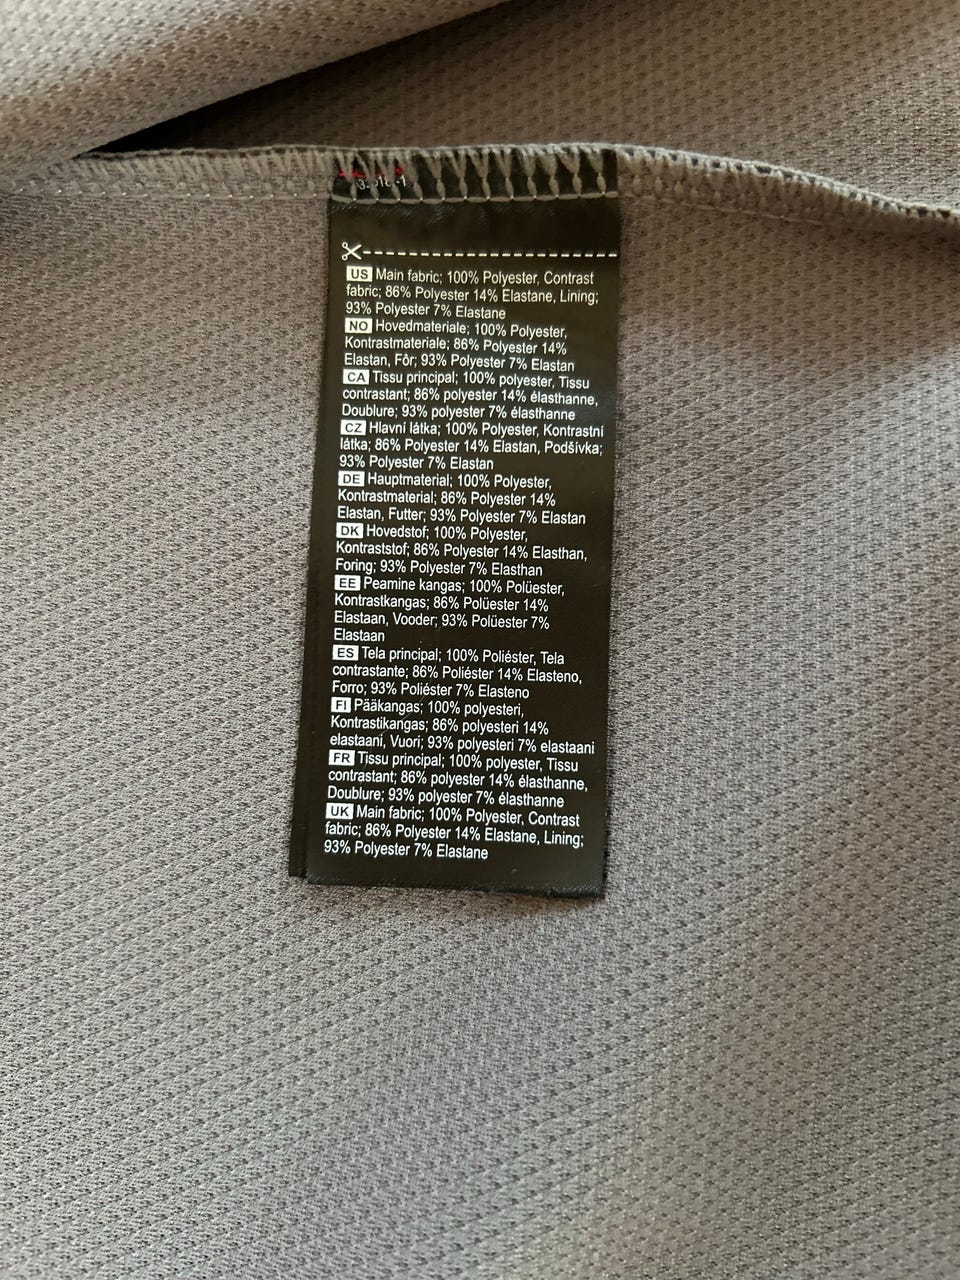 US Main fabric; 100% Polyester, Contrast
fabric; 86% Polyester 14% Elastane, Lining;
93% Polyester 7% Elastane
NO Hovedmateriale; 100% Polyester,
Kontrastmateriale; 86% Polyester 14%
Elastan, Fôr; 93% Polyester 7% Elastan
CA Tissu principal; 100% polyester, Tissu
contrastant; 86% polyester 14% élasthanne,
Doublure; 93% polyester 7% élasthanne
CZ Hlavní látka; 100% Polyester, Kontrastní
látka; 86% Polyester 14% Elastan, Podšívka;
93% Polyester 7% Elastan
DE Hauptmaterial; 100% Polyester,
Kontrastmaterial; 86% Polyester 14%
Elastan, Futter; 93% Polyester 7% Elastan
DK Hovedstof; 100% Polyester,
Kontraststof; 86% Polyester 14% Elasthan,
Foring; 93% Polyester 7% Elasthan
EE Peamine kangas; 100% Polüester,
Kontrastkangas; 86% Polüester 14%
Elastaan, Vooder; 93% Polüester 7%
Elastaan
ES Tela principal; 100% Poliéster, Tela
contrastante; 86% Poliéster 14% Elasteno,
Forro; 93% Poliéster 7% Elasteno
FI Pääkangas; 100% polyesteri,
Kontrastikangas; 86% polyesteri 14%
elastaani, Vuori; 93% polyesteri 7% elastaani
FR Tissu principal; 100% polyester, Tissu
contrastant; 86% polyester 14% élasthanne,
Doublure; 93% polyester 7% élasthanne
UK Main fabric; 100% Polyester, Contrast
fabric; 86% Polyester 14% Elastane, Lining;
93% Polyester 7% Elastane